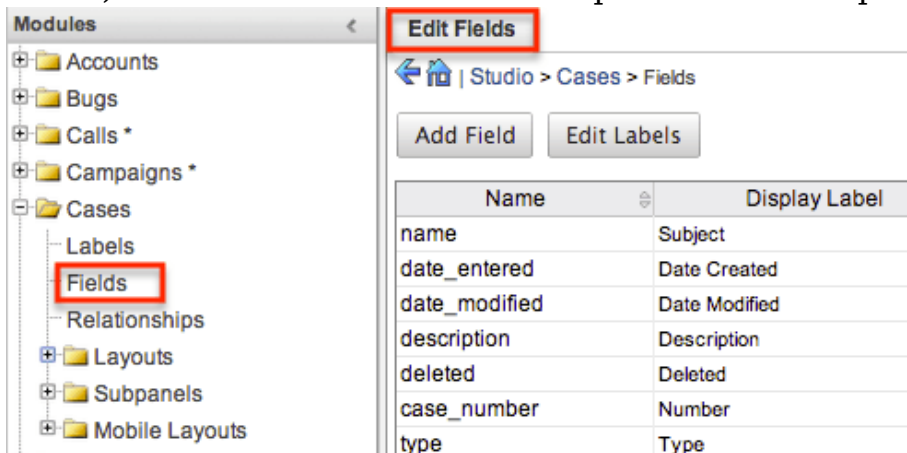 Modules <
Accounts
Bugs
Calls *
Campaigns *
Cases
Labels
Fields
Relationships
Layouts
Subpanels
Mobile Layouts
Edit Fields
| Studio > Cases > Fields
Add Field Edit Labels
Name Display Label
name Subject
date_entered Date Created
date_modified Date Modified
description Description
deleted Deleted
case_number Number
type Type